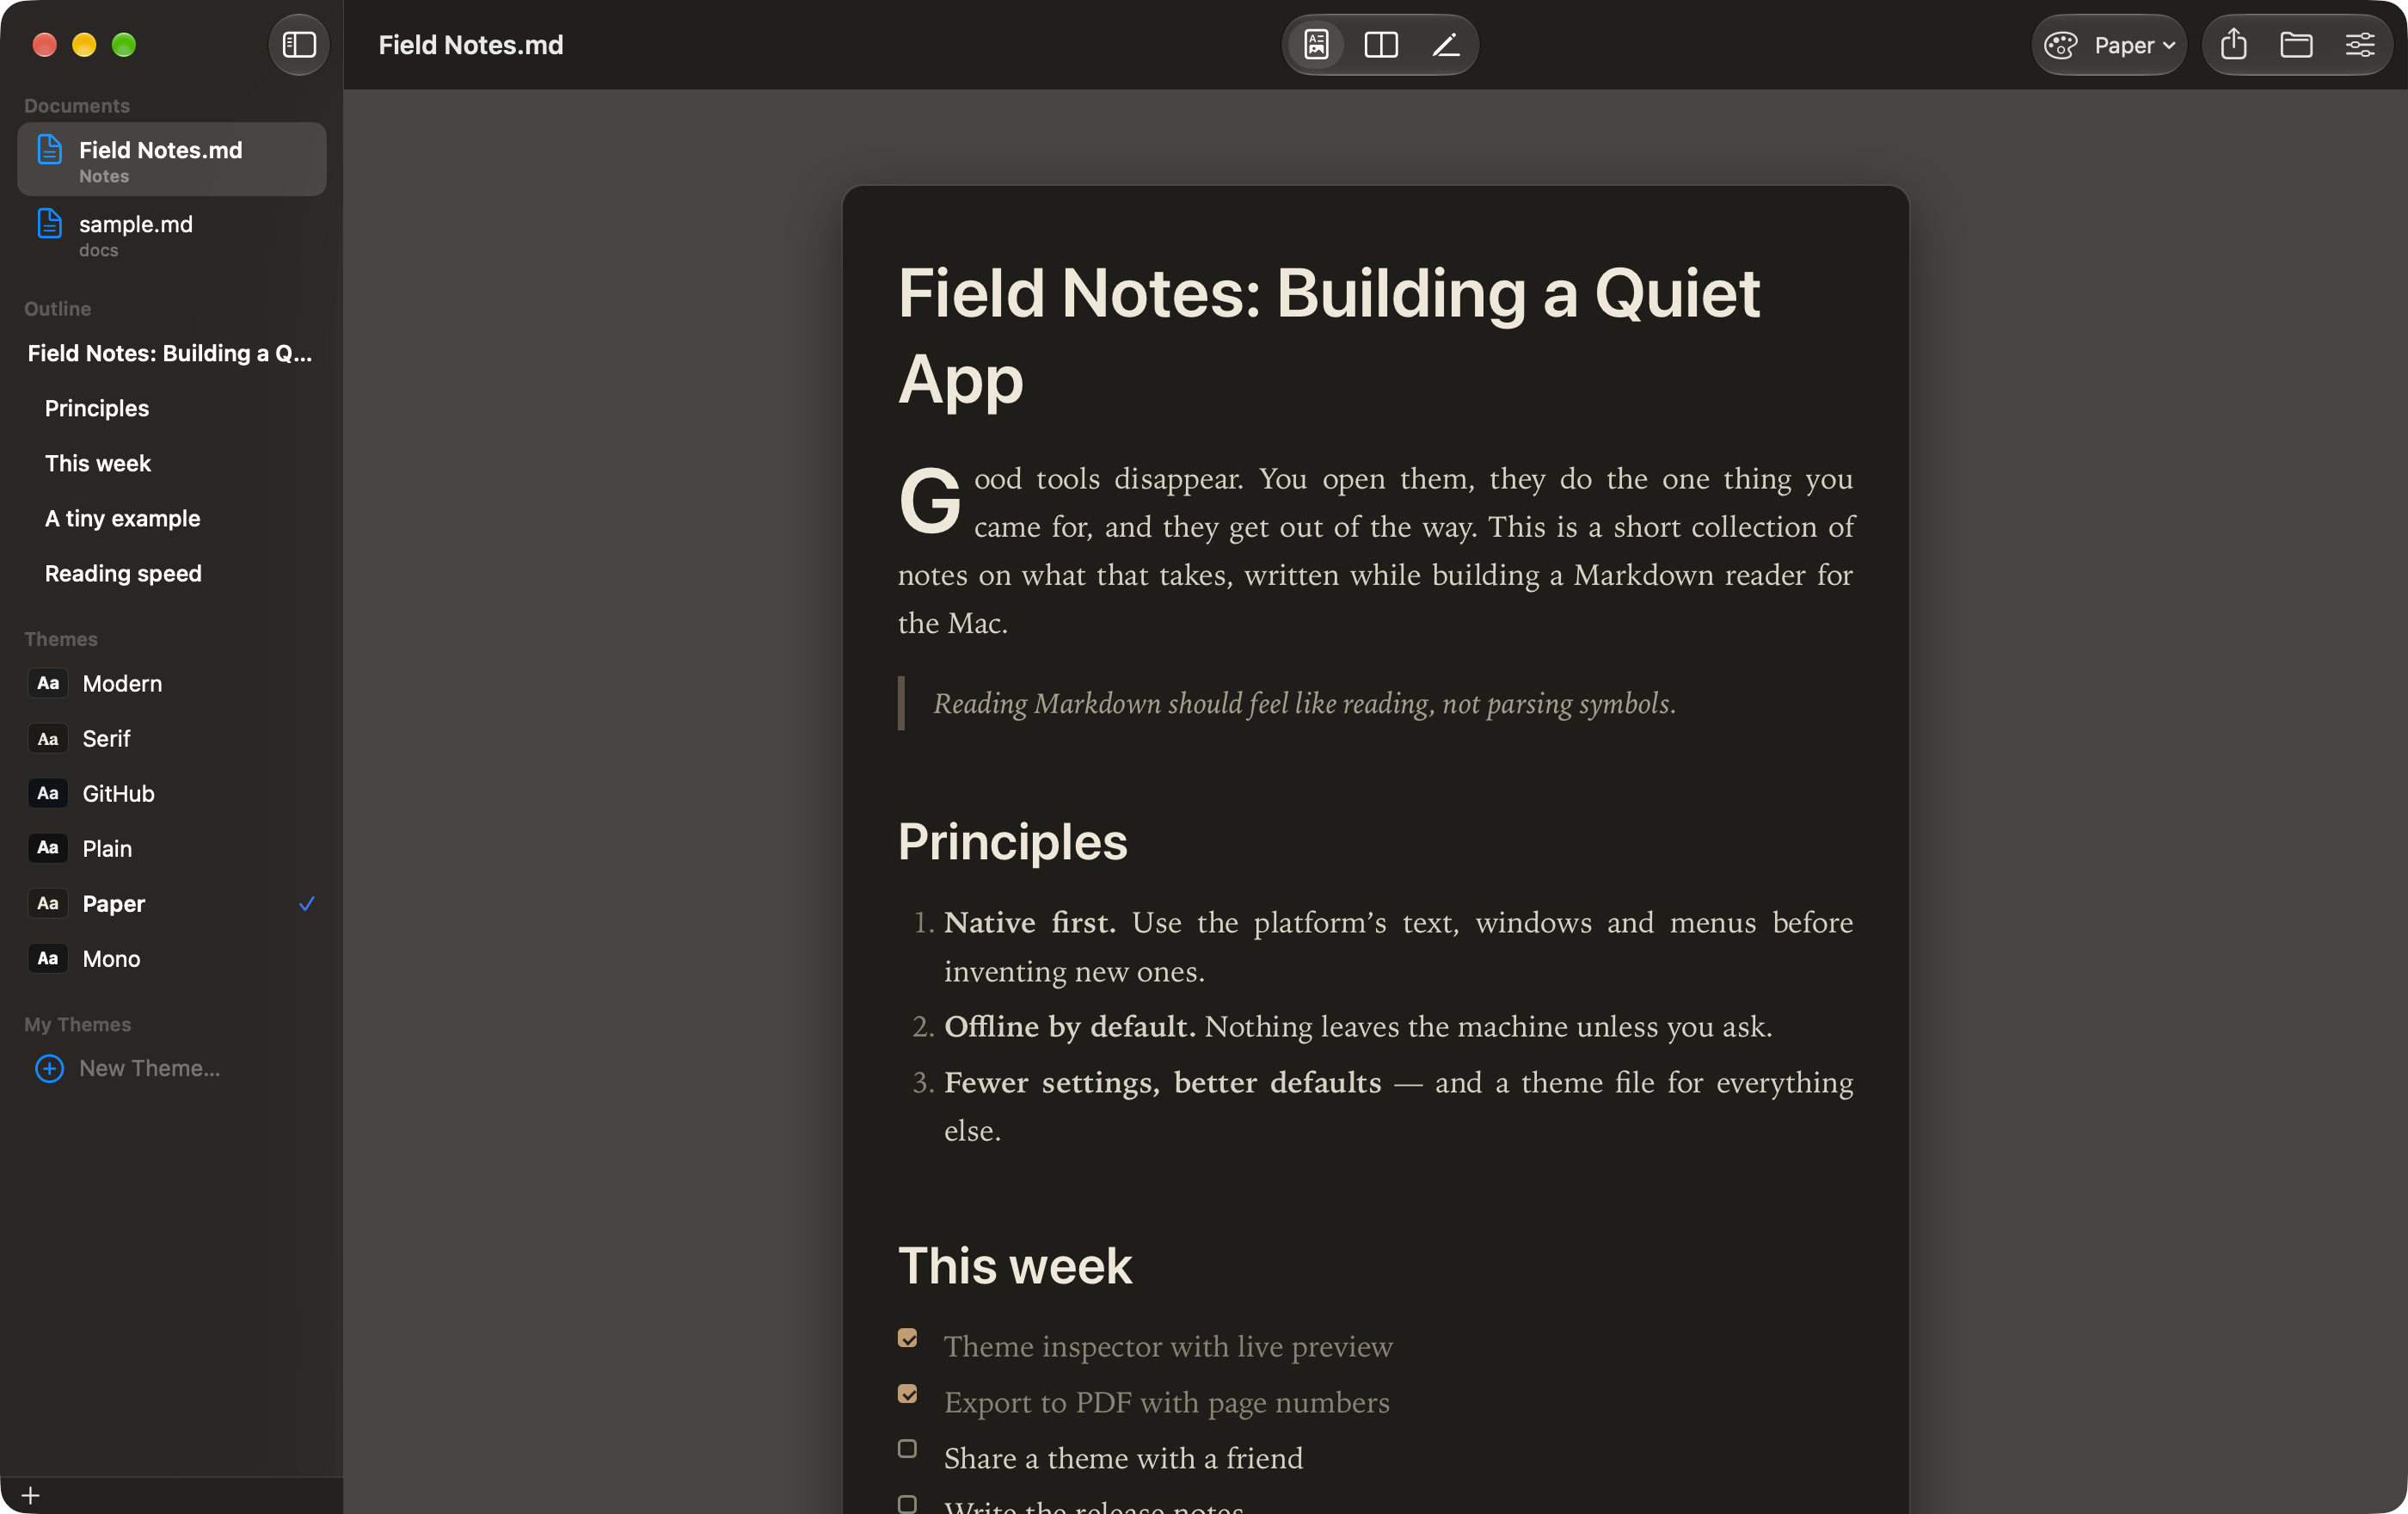 Field Notes.md
Paper
Documents
Field Notes.md
Notes
sample.md
docs
Outline
Field Notes: Building a Q...
Principles
This week
A tiny example
Reading speed
Themes
Aa Modern
Aa Serif
Aa GitHub
Aa Plain
Aa Paper
Aa Mono
My Themes
New Theme...
Field Notes: Building a Quiet
App
Good tools disappear. You open them, they do the one thing you
came for, and they get out of the way. This is a short collection of
notes on what that takes, written while building a Markdown reader for
the Mac.
Reading Markdown should feel like reading, not parsing symbols.
Principles
1. Native first. Use the platform’s text, windows and menus before
inventing new ones.
2. Offline by default. Nothing leaves the machine unless you ask.
3. Fewer settings, better defaults — and a theme file for everything
else.
This week
Theme inspector with live preview
Export to PDF with page numbers
Share a theme with a friend
Write the release notes